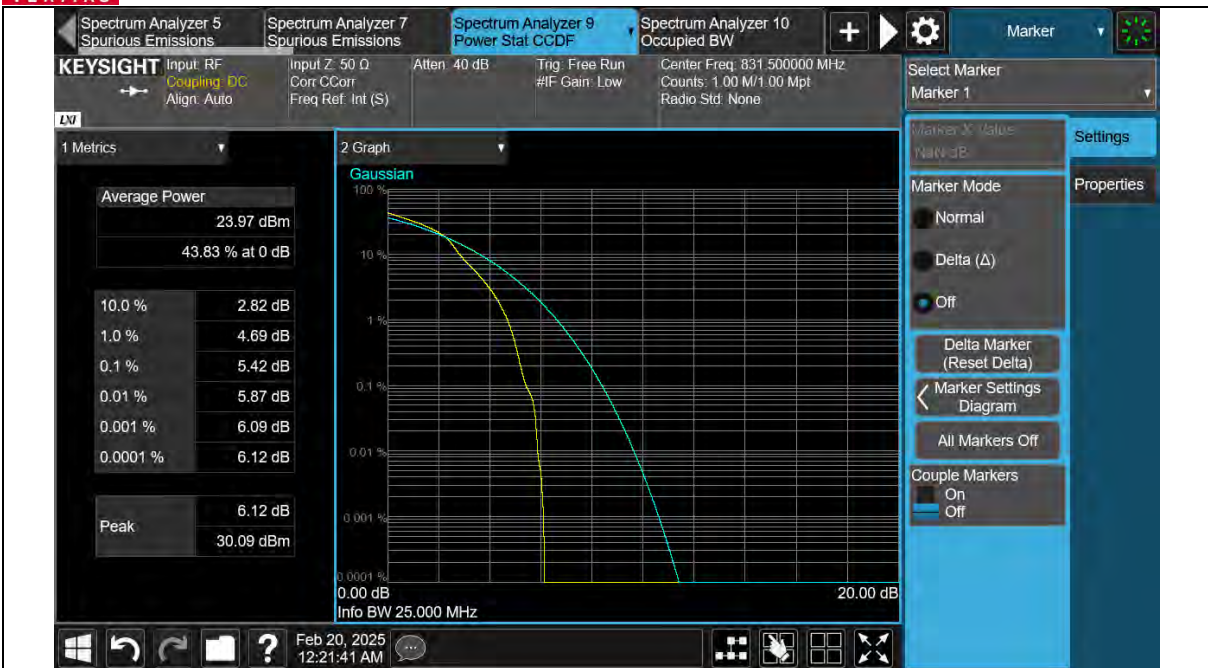 VERITAS
Spectrum Analyzer 5
Spurious Emissions
Spectrum Analyzer 7
Spurious Emissions
Spectrum Analyzer 9
Power Stat CCDF
Spectrum Analyzer 10
Occupied BW
Marker
KEYSIGHT
Input: RF
Coupling: DC
Align: Auto
Input Z: 50 Ω
Corr CCorr
Freq Ref: Int (S)
Atten: 40 dB
Trig: Free Run
#IF Gain: Low
Center Freq: 831.500000 MHz
Counts: 1.00 M/1.00 Mpt
Radio Std: None
LXI
Select Marker
Marker 1
1 Metrics
Average Power
23.97 dBm
43.83 % at 0 dB
10.0 % 2.82 dB
1.0 % 4.69 dB
0.1 % 5.42 dB
0.01 % 5.87 dB
0.001 % 6.09 dB
0.0001 % 6.12 dB
Peak
6.12 dB
30.09 dBm
2 Graph
Gaussian
100 %
10 %
1 %
0.1 %
0.01 %
0.001 %
0.0001 %
0.00 dB
20.00 dB
Info BW 25.000 MHz
Marker X Value
NaN dB
Settings
Properties
Marker Mode
Normal
Delta (Δ)
Off
Delta Marker
(Reset Delta)
Marker Settings
Diagram
All Markers Off
Couple Markers
On
Off
?
Feb 20, 2025
12:21:41 AM